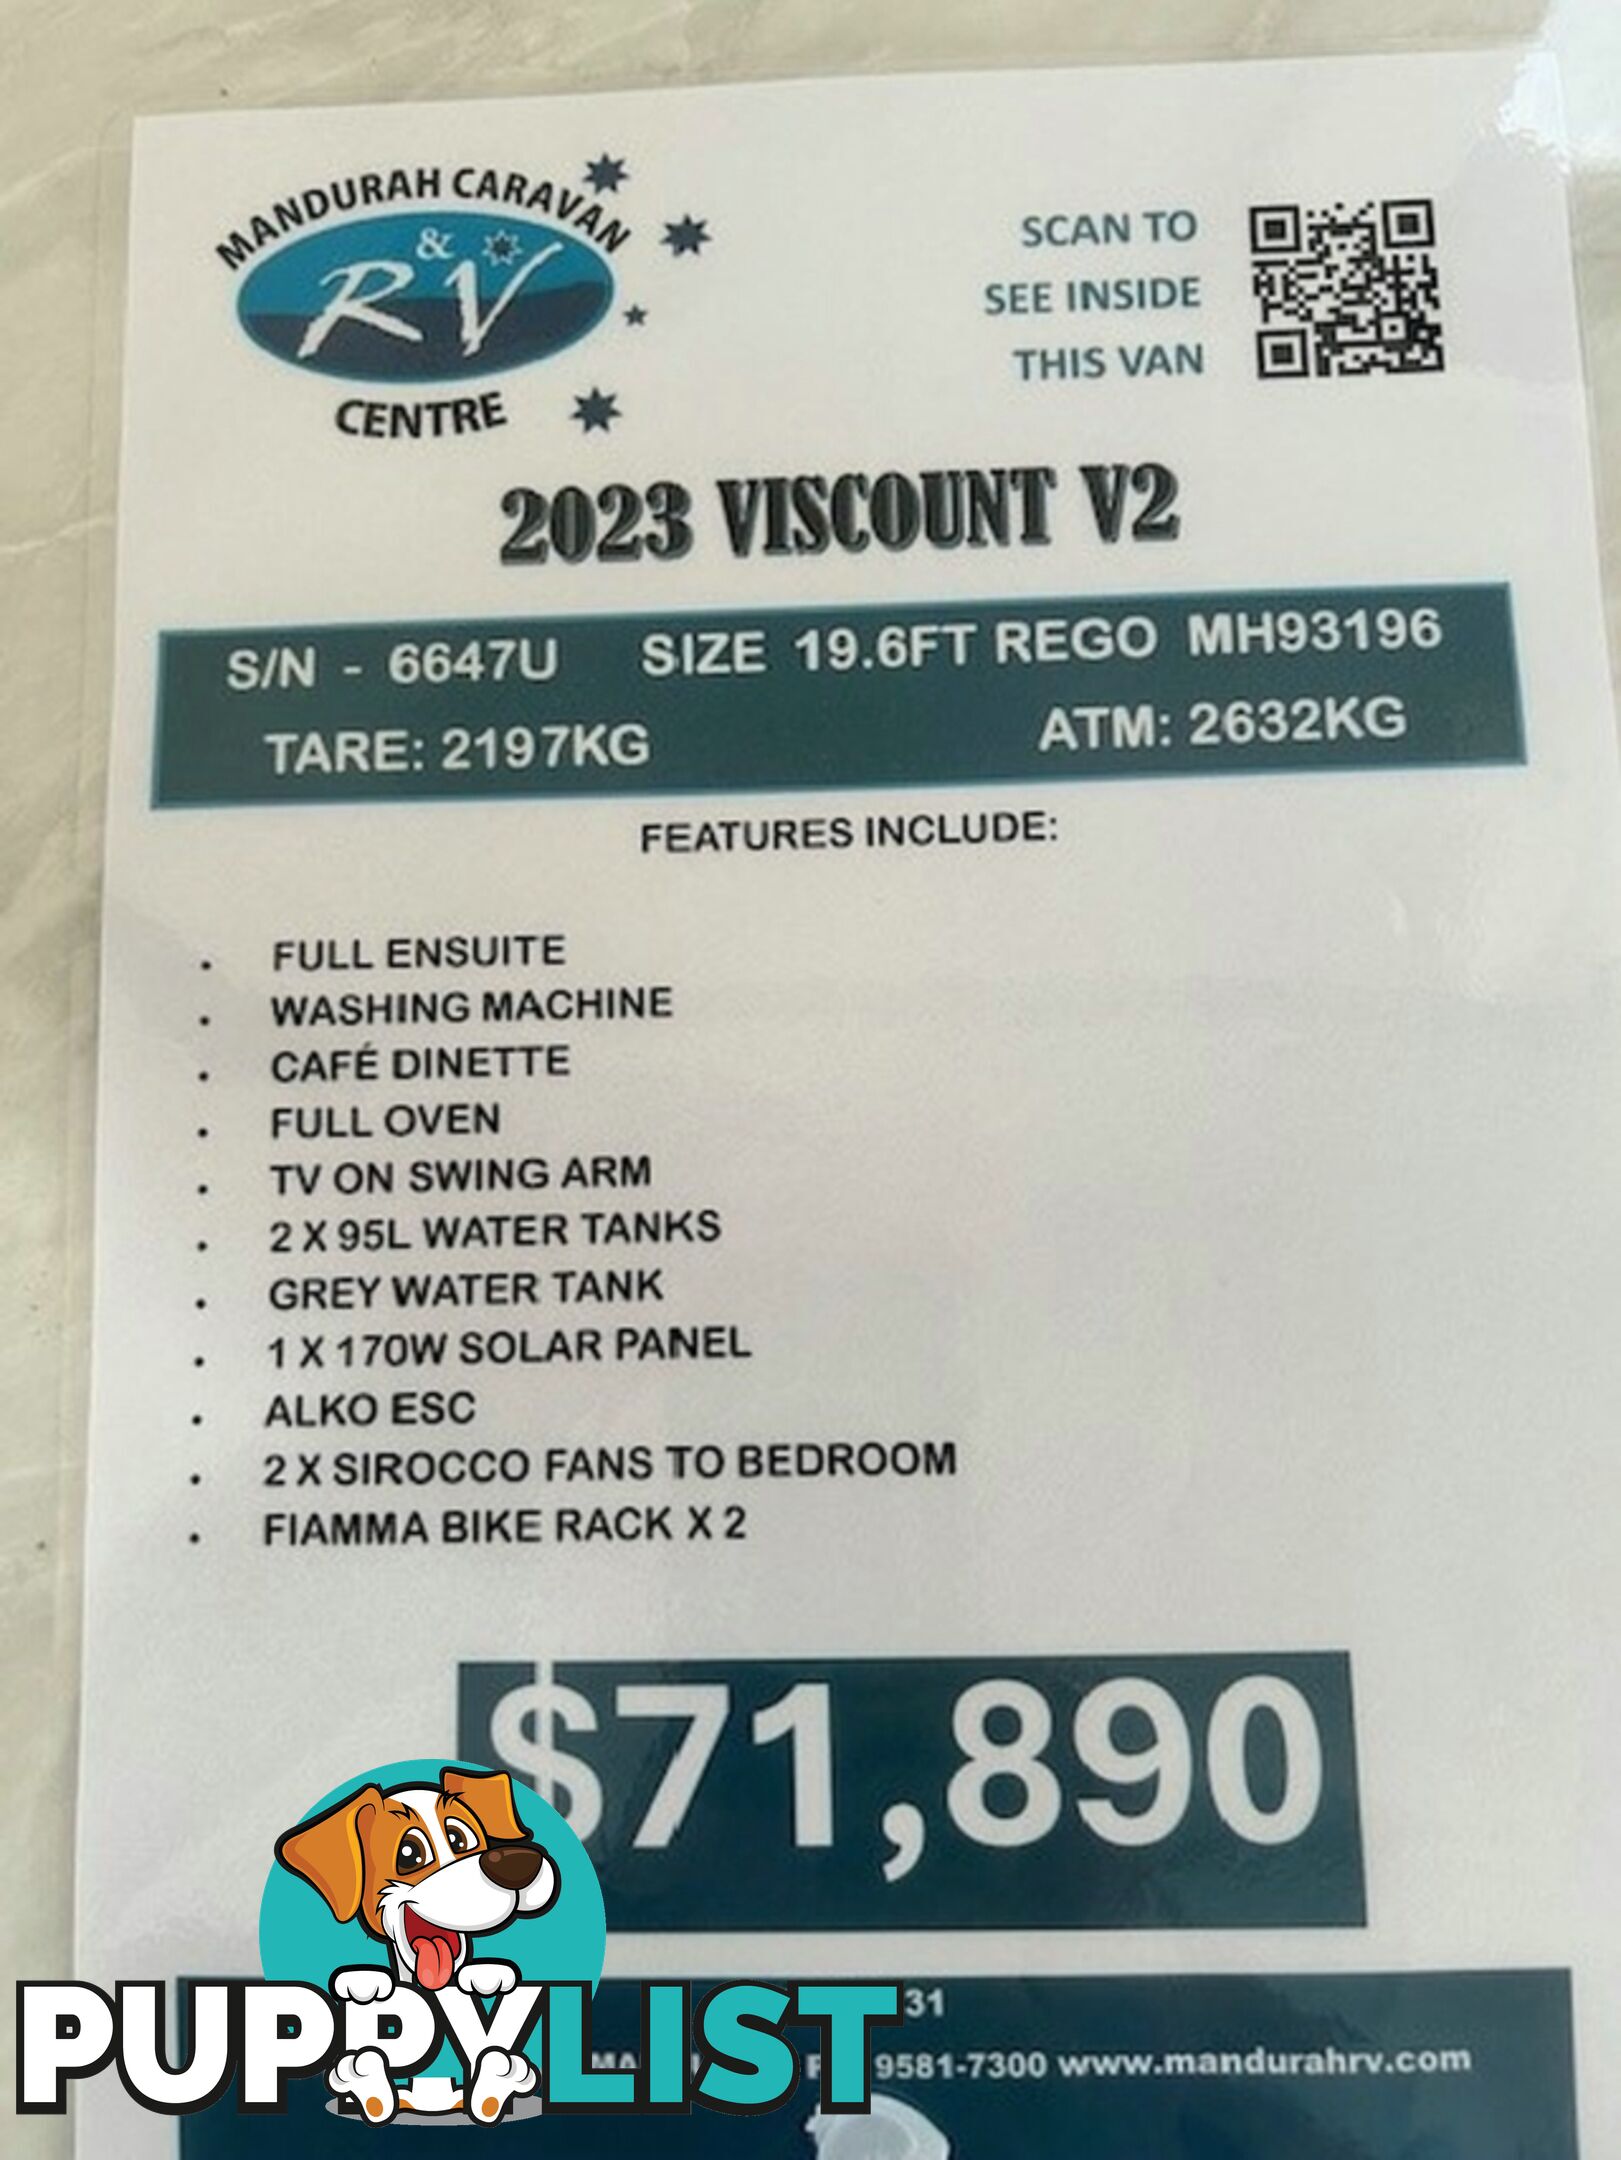 MANDURAH CARAVAN
& RV
CENTRE
SCAN TO
SEE INSIDE
THIS VAN
2023 VISCOUNT V2
S/N - 6647U SIZE 19.6FT REGO MH93196
TARE: 2197KG ATM: 2632KG
FEATURES INCLUDE:
. FULL ENSUITE
. WASHING MACHINE
. CAFÉ DINETTE
. FULL OVEN
. TV ON SWING ARM
. 2 X 95L WATER TANKS
. GREY WATER TANK
. 1 X 170W SOLAR PANEL
. ALKO ESC
. 2 X SIROCCO FANS TO BEDROOM
. FIAMMA BIKE RACK X 2
$71,890
31
9581-7300 www.mandurahrv.com
PUPPYLIST